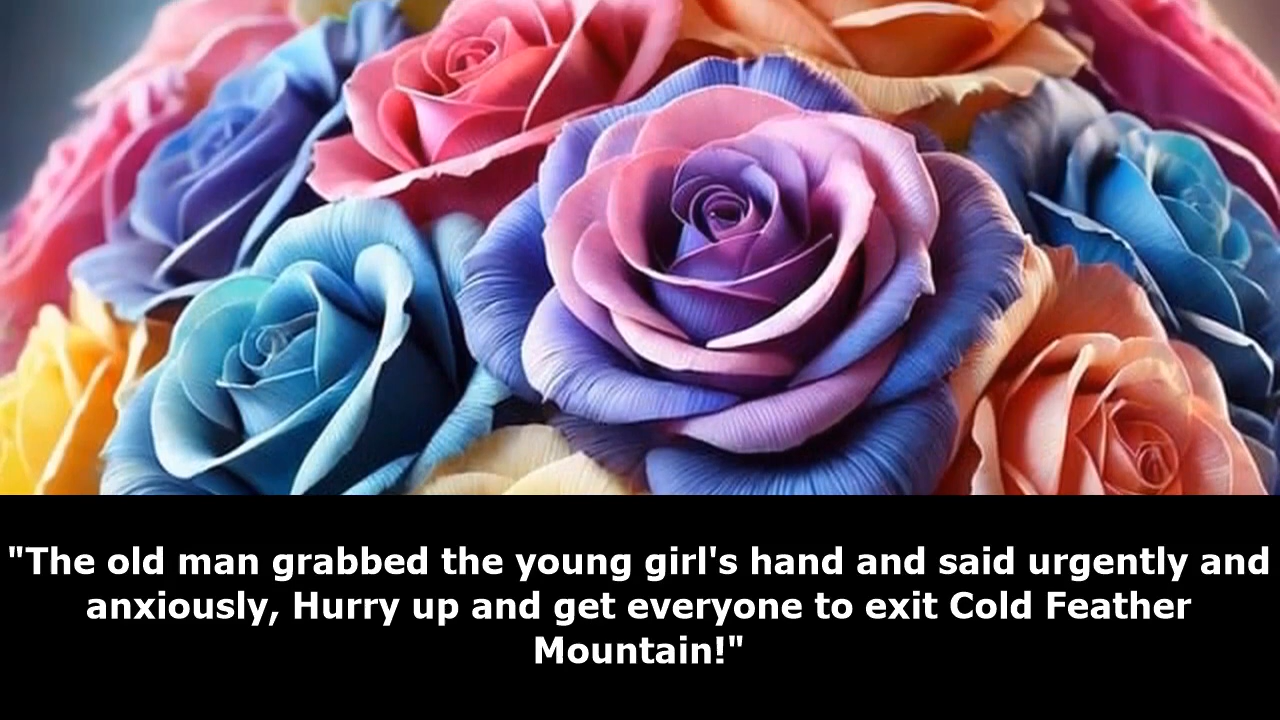 "The old man grabbed the young girl's hand and said urgently and
anxiously, Hurry up and get everyone to exit Cold Feather
Mountain!"